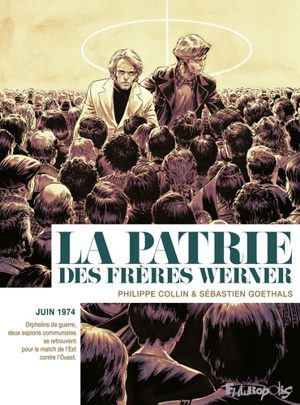 LA PATRIE
DES FRÈRES WERNER
PHILIPPE COLLIN & SÉBASTIEN GOETHALS
JUIN 1974
Orphelins de guerre,
deux espions communistes
se retrouvent
pour le match de l'Est
contre l'Ouest.
Futuropolis